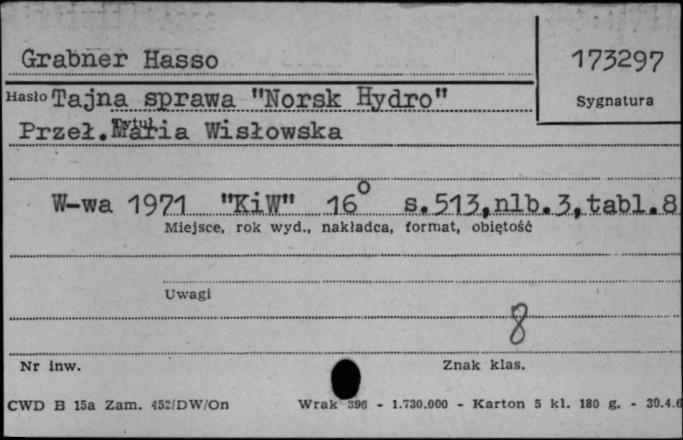 Grabner Hasso
173297
Hasło Tajna sprawa "Norsk Hydro"
Sygnatura
Przeł. Maria Wisłowska
Tytuł
W-wa 1971 "KiW" 16° s.513,nlb.3,tabl.8
Miejsce, rok wyd., nakładca, format, objętość
Uwagi
8
Nr inw.
Znak klas.
CWD B 15a Zam. 452/DW/On Wrak 396 - 1.730.000 - Karton 5 kl. 180 g. - 30.4.6